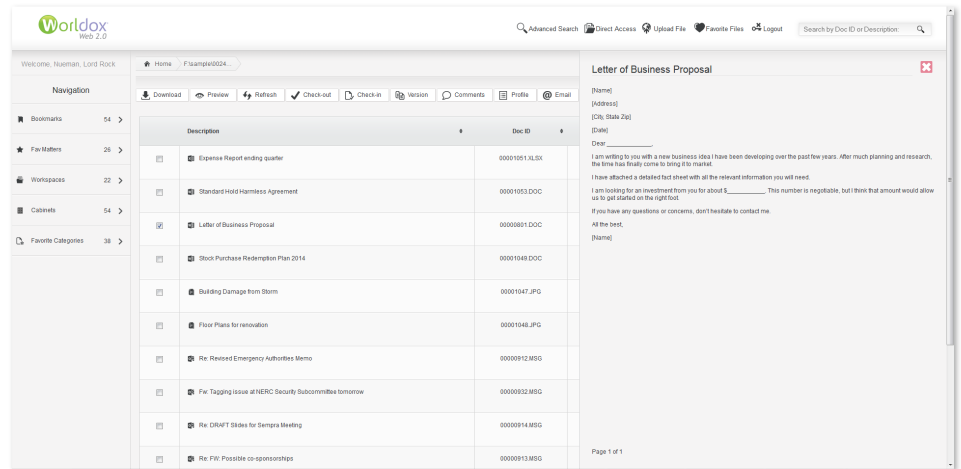 Worldox
Web 2.0
Advanced Search Direct Access Upload File Favorite Files Logout Search by Doc ID or Description:
Welcome, Nueman, Lord Rock
Home F:\sample\0024...
Navigation
Download Preview Refresh Check-out Check-in Version Comments Profile @ Email
Bookmarks 54 >
Fav Matters 26 >
Workspaces 22 >
Cabinets 54 >
Favorite Categories 38 >
Description Doc ID
Expense Report ending quarter 00001051.XLSX
Standard Hold Harmless Agreement 00001053.DOC
Letter of Business Proposal 00000801.DOC
Stock Purchase Redemption Plan 2014 00001049.DOC
Building Damage from Storm 00001047.JPG
Floor Plans for renovation 00001048.JPG
Re: Revised Emergency Authorities Memo 00000912.MSG
Fw: Tagging issue at NERC Security Subcommittee tomorrow 00000932.MSG
Re: DRAFT Slides for Sempra Meeting 00000914.MSG
Re: FW: Possible co-sponsorships 00000913.MSG
Letter of Business Proposal
[Name]
[Address]
[City, State Zip]
[Date]
Dear ____________,
I am writing to you with a new business idea I have been developing over the past few years. After much planning and research,
the time has finally come to bring it to market.
I have attached a detailed fact sheet with all the relevant information you will need.
I am looking for an investment from you for about $__________. This number is negotiable, but I think that amount would allow
us to get started on the right foot.
If you have any questions or concerns, don't hesitate to contact me.
All the best,
[Name]
Page 1 of 1